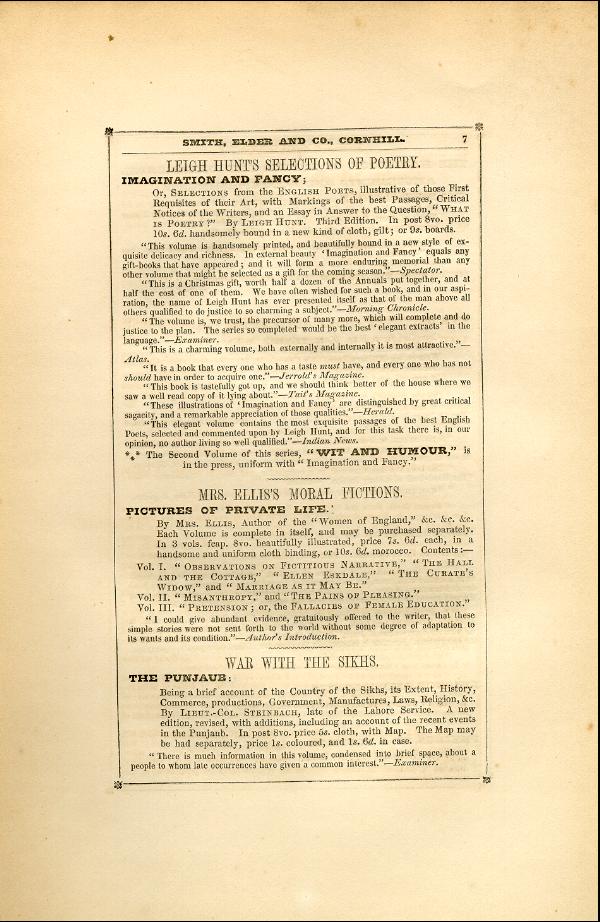 SMITH, ELDER AND CO., CORNHILL. 7
LEIGH HUNT'S SELECTIONS OF POETRY.
IMAGINATION AND FANCY;
Or, SELECTIONS from the ENGLISH POETS, illustrative of those First
Requisites of their Art, with Markings of the best Passages, Critical
Notices of the Writers, and an Essay in Answer to the Question, "WHAT
IS POETRY?" By LEIGH HUNT. Third Edition. In post 8vo. price
10s. 6d. handsomely bound in a new kind of cloth, gilt; or 9s. boards.
"This volume is handsomely printed, and beautifully bound in a new style of ex-
quisite delicacy and richness. In external beauty 'Imagination and Fancy' equals any
gift-books that have appeared; and it will form a more enduring memorial than any
other volume that might be selected as a gift for the coming season."—Spectator.
"This is a Christmas gift, worth half a dozen of the Annuals put together, and at
half the cost of one of them. We have often wished for such a book, and in our aspi-
ration, the name of Leigh Hunt has ever presented itself as that of the man above all
others qualified to do justice to so charming a subject."—Morning Chronicle.
"The volume is, we trust, the precursor of many more, which will complete and do
justice to the plan. The series so completed would be the best 'elegant extracts' in the
language."—Examiner.
"This is a charming volume, both externally and internally it is most attractive."—
Atlas.
"It is a book that every one who has a taste must have, and every one who has not
should have in order to acquire one."—Jerrold's Magazine.
"This book is tastefully got up, and we should think better of the house where we
saw a well read copy of it lying about."—Tait's Magazine.
"These illustrations of 'Imagination and Fancy' are distinguished by great critical
sagacity, and a remarkable appreciation of those qualities."—Herald.
"This elegant volume contains the most exquisite passages of the best English
Poets, selected and commented upon by Leigh Hunt, and for this task there is, in our
opinion, no author living so well qualified."—Indian News.
*** The Second Volume of this series, "WIT AND HUMOUR," is
in the press, uniform with "Imagination and Fancy."
MRS. ELLIS'S MORAL FICTIONS.
PICTURES OF PRIVATE LIFE.
By MRS. ELLIS, Author of the "Women of England," &c. &c. &c.
Each Volume is complete in itself, and may be purchased separately.
In 3 vols. fcap. 8vo. beautifully illustrated, price 7s. 6d. each, in a
handsome and uniform cloth binding, or 10s. 6d. morocco. Contents:—
Vol. I. "OBSERVATIONS ON FICTITIOUS NARRATIVE," "THE HALL
AND THE COTTAGE," "ELLEN ESKDALE," "THE CURATE'S
WIDOW," and "MARRIAGE AS IT MAY BE."
Vol. II. "MISANTHROPY," and "THE PAINS OF PLEASING."
Vol. III. "PRETENSION; or, the FALLACIES OF FEMALE EDUCATION."
"I could give abundant evidence, gratuitously offered to the writer, that these
simple stories were not sent forth to the world without some degree of adaptation to
its wants and its condition."—Author's Introduction.
WAR WITH THE SIKHS.
THE PUNJAUB:
Being a brief account of the Country of the Sikhs, its Extent, History,
Commerce, productions, Government, Manufactures, Laws, Religion, &c.
By LIEUT.-COL. STEINBACH, late of the Lahore Service. A new
edition, revised, with additions, including an account of the recent events
in the Punjaub. In post 8vo. price 5s. cloth, with Map. The Map may
be had separately, price 1s. coloured, and 1s. 6d. in case.
"There is much information in this volume, condensed into brief space, about a
people to whom late occurrences have given a common interest."—Examiner.